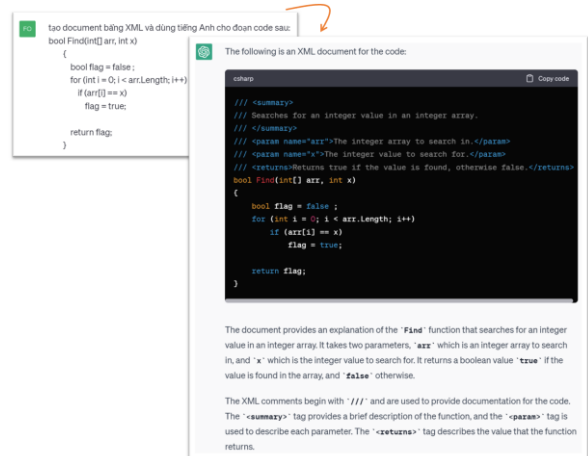 FO
tạo document bằng XML và dùng tiếng Anh cho đoạn code sau:
bool Find(int[] arr, int x)
{
bool flag = false ;
for (int i = 0; i < arr.Length; i++)
if (arr[i] == x)
flag = true;
return flag;
}
The following is an XML document for the code:
csharp
Copy code
/// <summary>
/// Searches for an integer value in an integer array.
/// </summary>
/// <param name="arr">The integer array to search in.</param>
/// <param name="x">The integer value to search for.</param>
/// <returns>Returns true if the value is found, otherwise false.</returns>
bool Find(int[] arr, int x)
{
bool flag = false ;
for (int i = 0; i < arr.Length; i++)
if (arr[i] == x)
flag = true;
return flag;
}
The document provides an explanation of the `Find` function that searches for an integer
value in an integer array. It takes two parameters, `arr` which is an integer array to search
in, and `x` which is the integer value to search for. It returns a boolean value `true` if the
value is found in the array, and `false` otherwise.
The XML comments begin with `///` and are used to provide documentation for the code.
The `<summary>` tag provides a brief description of the function, and the `<param>` tag is
used to describe each parameter. The `<returns>` tag describes the value that the function
returns.